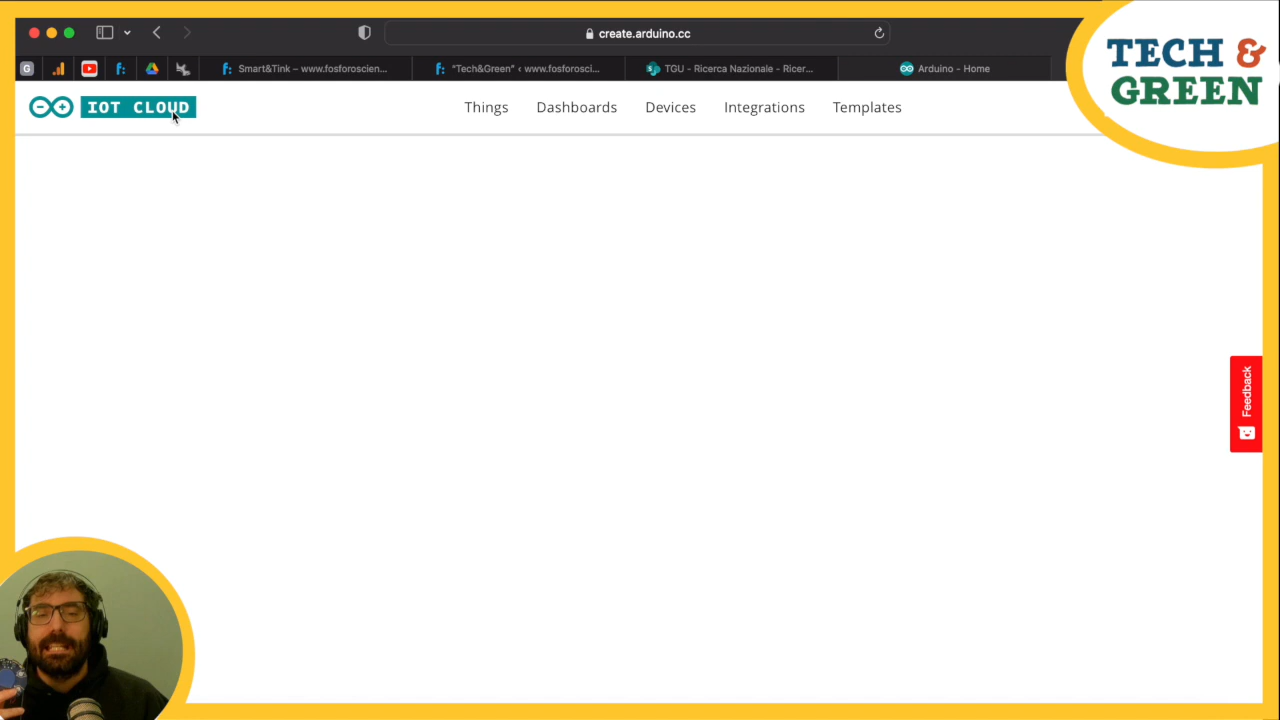 create.arduino.cc
TECH &
GREEN
G
f:
Smart&Tink – www.fosforoscien...
"Tech&Green" ‹ www.fosforosci...
TGU - Ricerca Nazionale - Ricer...
Arduino - Home
IOT CLOUD
Things
Dashboards
Devices
Integrations
Templates
Feedback